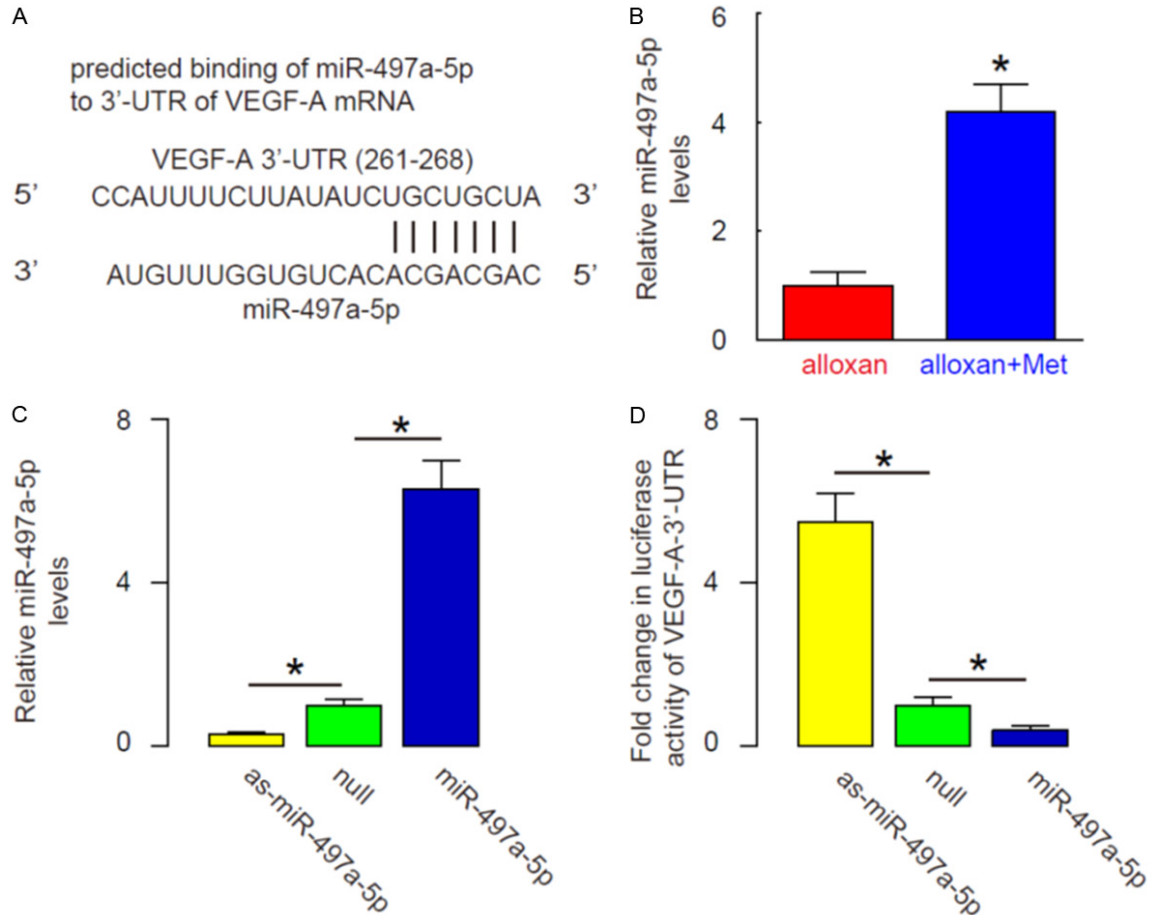 A
predicted binding of miR-497a-5p
to 3'-UTR of VEGF-A mRNA
VEGF-A 3'-UTR (261-268)
5' CCAUUUUCUUAUAUCUGCUGCUA 3'
3' AUGUUUGGUGUCACACGACGAC 5'
miR-497a-5p
B
Relative miR-497a-5p
levels
6
4
2
0
*
alloxan alloxan+Met
C
Relative miR-497a-5p
levels
8
4
0
*
*
as-miR-497a-5p
null
miR-497a-5p
D
Fold change in luciferase
activity of VEGF-A-3'-UTR
8
4
0
*
*
as-miR-497a-5p
null
miR-497a-5p